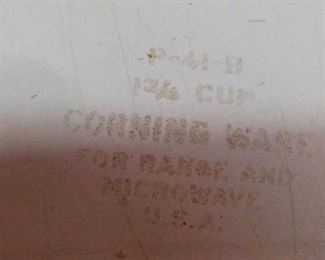 P-41-B
1¾ CUP
CORNING WARE
FOR RANGE AND
MICROWAVE
U.S.A.